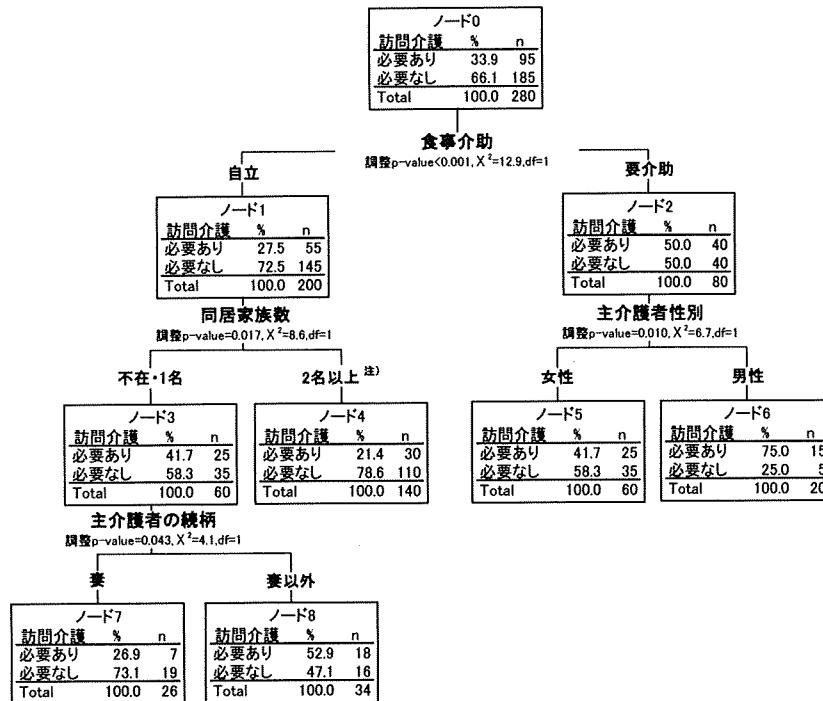 ノード0
訪問介護 % n
必要あり 33.9 95
必要なし 66.1 185
Total 100.0 280
食事介助
調整p-value<0.001, X²=12.9,df=1
自立
要介助
ノード1
訪問介護 % n
必要あり 27.5 55
必要なし 72.5 145
Total 100.0 200
ノード2
訪問介護 % n
必要あり 50.0 40
必要なし 50.0 40
Total 100.0 80
同居家族数
調整p-value=0.017, X²=8.6,df=1
主介護者性別
調整p-value=0.010, X²=6.7,df=1
不在・1名
2名以上 注)
女性
男性
ノード3
訪問介護 % n
必要あり 41.7 25
必要なし 58.3 35
Total 100.0 60
ノード4
訪問介護 % n
必要あり 21.4 30
必要なし 78.6 110
Total 100.0 140
ノード5
訪問介護 % n
必要あり 41.7 25
必要なし 58.3 35
Total 100.0 60
ノード6
訪問介護 % n
必要あり 75.0 15
必要なし 25.0 5
Total 100.0 20
主介護者の続柄
調整p-value=0.043, X²=4.1,df=1
妻
妻以外
ノード7
訪問介護 % n
必要あり 26.9 7
必要なし 73.1 19
Total 100.0 26
ノード8
訪問介護 % n
必要あり 52.9 18
必要なし 47.1 16
Total 100.0 34